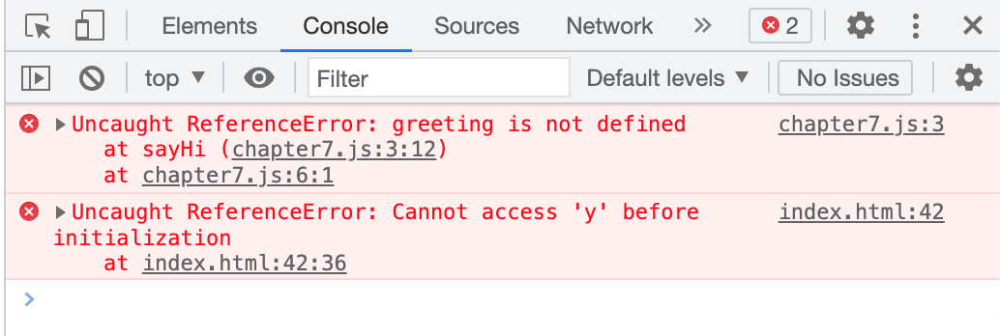 Elements Console Sources Network 2
top Filter Default levels No Issues
Uncaught ReferenceError: greeting is not defined chapter7.js:3
at sayHi (chapter7.js:3:12)
at chapter7.js:6:1
Uncaught ReferenceError: Cannot access 'y' before index.html:42
initialization
at index.html:42:36